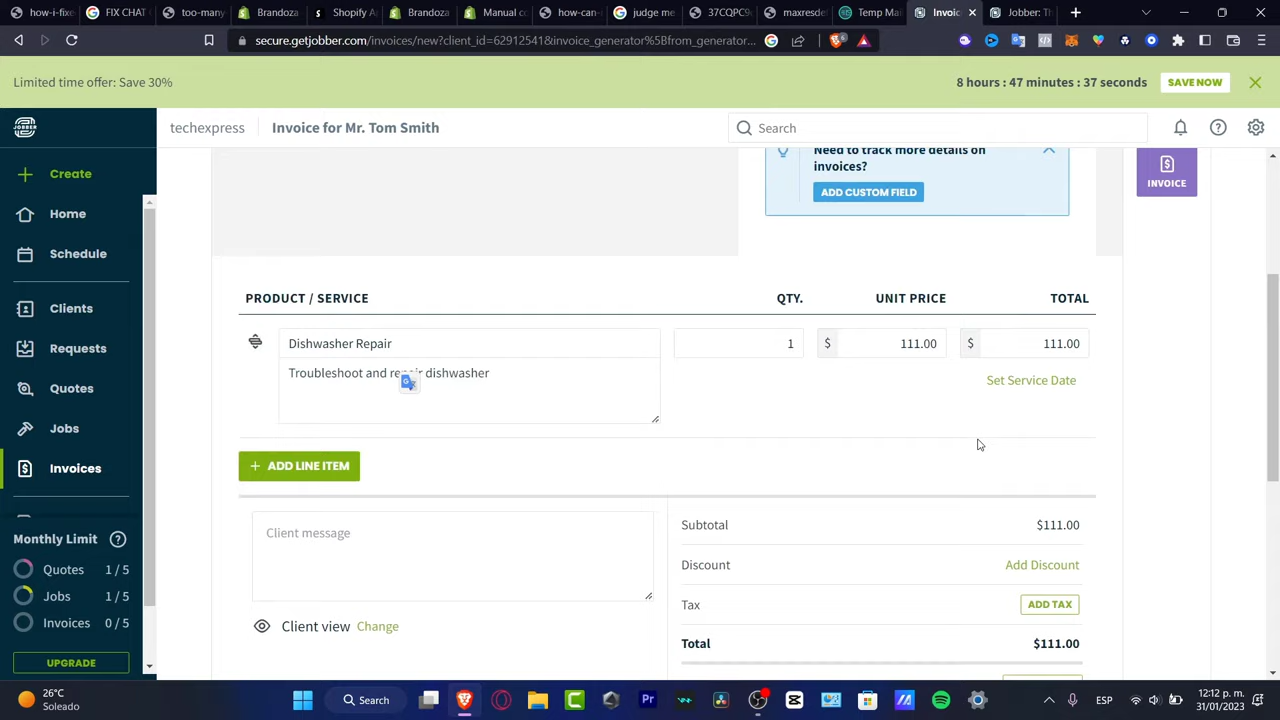 how-i-fixe
FIX CHAT
too-many
Brandoza
Shopify A
Brandoza
Manual co
how-can-
judge me
37CQPC9
maxresde
Temp Mai
Invoic
Jobber: Th
secure.getjobber.com/invoices/new?client_id=62912541&invoice_generator%5Bfrom_generator...
Limited time offer: Save 30%
8 hours : 47 minutes : 37 seconds
SAVE NOW
JOBBER
techexpress
Invoice for Mr. Tom Smith
Search
Create
Home
Schedule
Clients
Requests
Quotes
Jobs
Invoices
Monthly Limit
Quotes 1 / 5
Jobs 1 / 5
Invoices 0 / 5
UPGRADE
Need to track more details on
invoices?
ADD CUSTOM FIELD
INVOICE
PRODUCT / SERVICE QTY. UNIT PRICE TOTAL
Dishwasher Repair 1 $ 111.00 $ 111.00
Troubleshoot and repair dishwasher
Set Service Date
+ ADD LINE ITEM
Client message
Client view Change
Subtotal $111.00
Discount Add Discount
Tax ADD TAX
Total $111.00
26°C
Soleado
Search
Pr
ESP
12:12 p. m.
31/01/2023